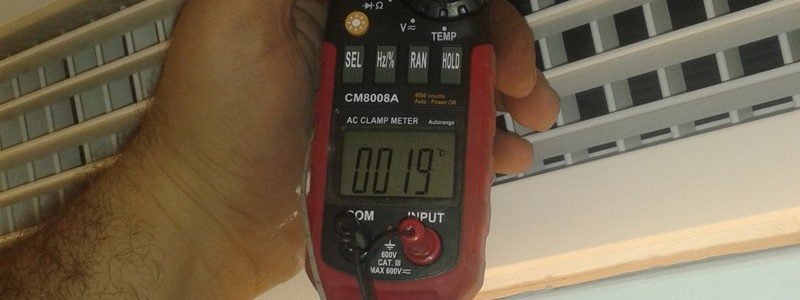 Ω
V
TEMP
SEL Hz/% RAN HOLD
CM8008A
4000 counts
Auto - Power Off
AC CLAMP METER Autorange
0019 °C
COM INPUT
600V
CAT. III
MAX 600V